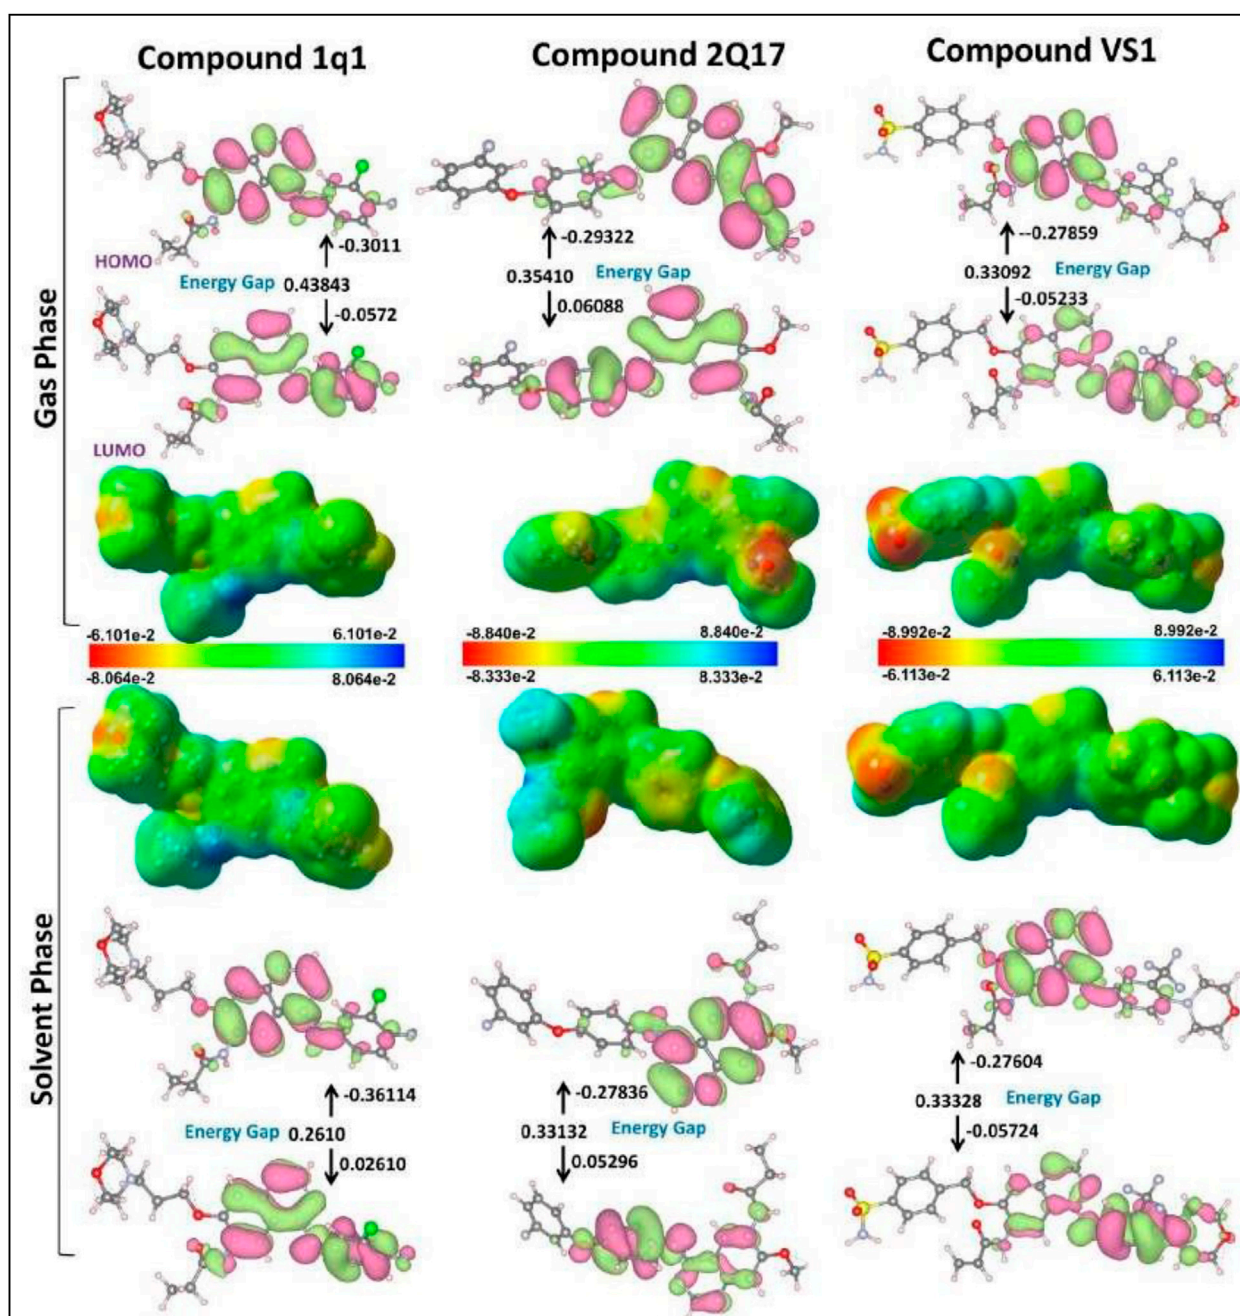 Compound 1q1
Compound 2Q17
Compound VS1
Gas Phase
HOMO
-0.3011
Energy Gap 0.43843
-0.0572
LUMO
-0.29322
0.35410 Energy Gap
0.06088
--0.27859
0.33092 Energy Gap
-0.05233
-6.101e-2 6.101e-2
-8.064e-2 8.064e-2
-8.840e-2 8.840e-2
-8.333e-2 8.333e-2
-8.992e-2 8.992e-2
-6.113e-2 6.113e-2
Solvent Phase
-0.36114
Energy Gap 0.2610
0.02610
-0.27836
0.33132 Energy Gap
0.05296
-0.27604
0.33328 Energy Gap
-0.05724